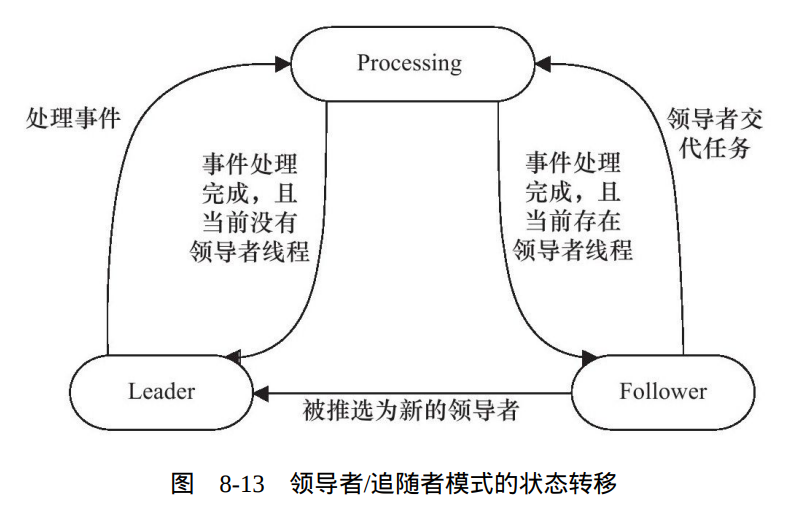 Processing
处理事件
领导者交
代任务
事件处理
完成，且
当前没有
领导者线程
事件处理
完成，且
当前存在
领导者线程
Leader
Follower
被推选为新的领导者
图 8-13 领导者/追随者模式的状态转移